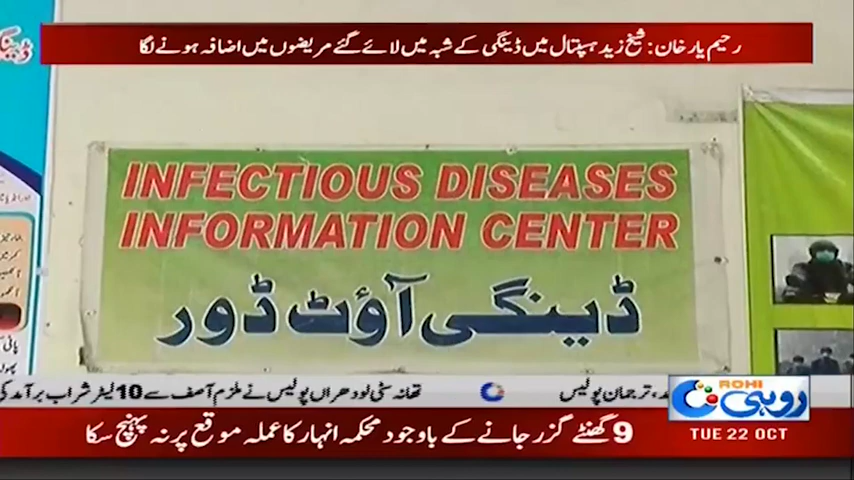 رحیم یار خان: شیخ زید ہسپتال میں ڈینگی کے شبہ میں لائے گئے مریضوں میں اضافہ ہونے لگا
INFECTIOUS DISEASES
INFORMATION CENTER
ڈینگی آؤٹ ڈور
، ترجمان پولیس
تھانہ سٹی لودھراں پولیس نے ملزم آصف سے 10 لیٹر شراب برآمد کی
ROHI
روہی
9 گھنٹے گزر جانے کے باوجود محکمہ انہار کا عملہ موقع پر نہ پہنچ سکا
TUE 22 OCT